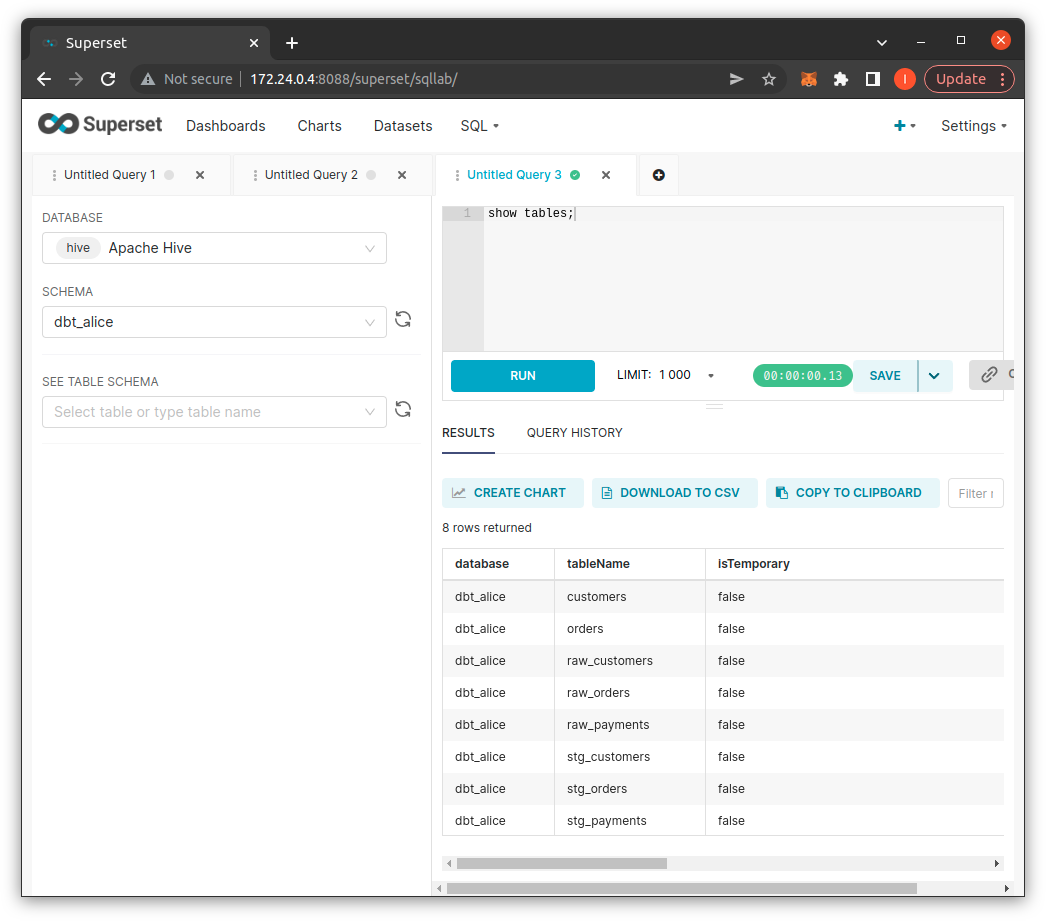 Superset
Not secure 172.24.0.4:8088/superset/sqllab/ I Update
Superset Dashboards Charts Datasets SQL Settings
Untitled Query 1 Untitled Query 2 Untitled Query 3
DATABASE
hive Apache Hive
SCHEMA
dbt_alice
SEE TABLE SCHEMA
Select table or type table name
1 show tables;
RUN LIMIT: 1 000 00:00:00.13 SAVE
RESULTS QUERY HISTORY
CREATE CHART DOWNLOAD TO CSV COPY TO CLIPBOARD Filter
8 rows returned
database tableName isTemporary
dbt_alice customers false
dbt_alice orders false
dbt_alice raw_customers false
dbt_alice raw_orders false
dbt_alice raw_payments false
dbt_alice stg_customers false
dbt_alice stg_orders false
dbt_alice stg_payments false